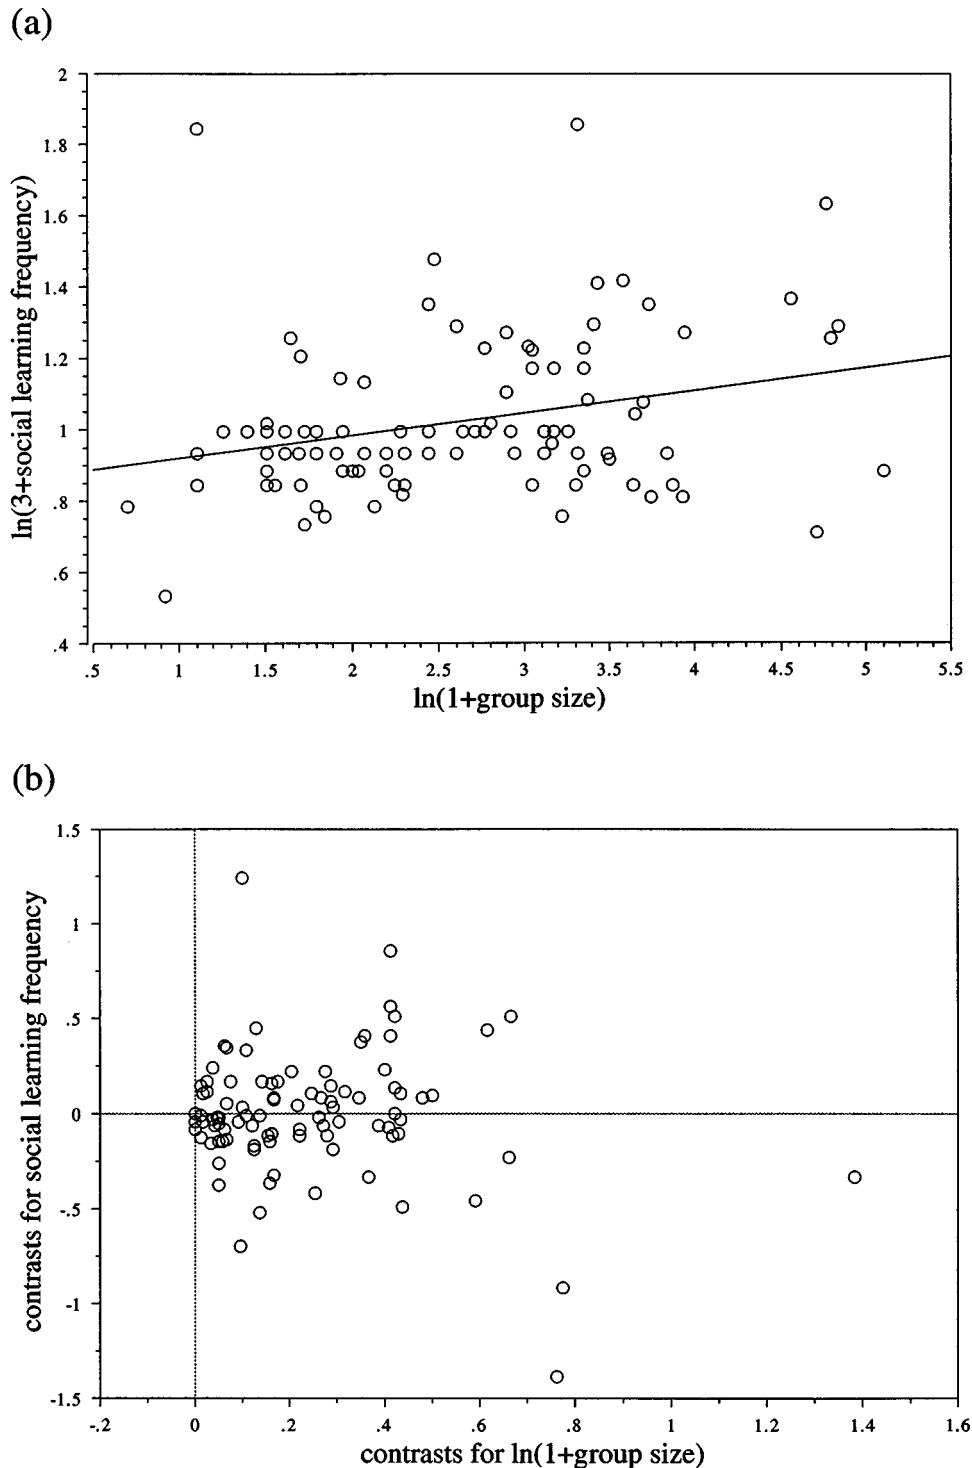 (a)
2
1.8
1.6
1.4
1.2
1
.8
.6
.4
ln(3+social learning frequency)
.5 1 1.5 2 2.5 3 3.5 4 4.5 5 5.5
ln(1+group size)
(b)
1.5
1
.5
0
-.5
-1
-1.5
contrasts for social learning frequency
-.2 0 .2 .4 .6 .8 1 1.2 1.4 1.6
contrasts for ln(1+group size)